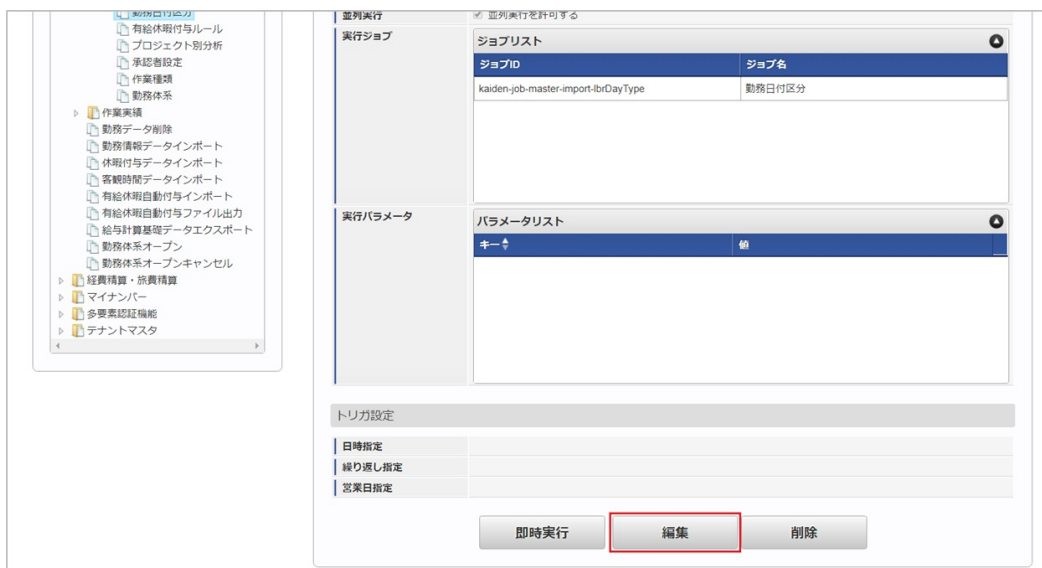 勤務日付区分
有給休暇付与ルール
プロジェクト別分析
承認者設定
作業種類
勤務体系
作業実績
勤務データ削除
勤務情報データインポート
休暇付与データインポート
客観時間データインポート
有給休暇自動付与インポート
有給休暇自動付与ファイル出力
給与計算基礎データエクスポート
勤務体系オープン
勤務体系オープンキャンセル
経費精算・旅費精算
マイナンバー
多要素認証機能
テナントマスタ
並列実行
並列実行を許可する
実行ジョブ
ジョブリスト
ジョブID
ジョブ名
kaiden-job-master-import-lbrDayType
勤務日付区分
実行パラメータ
パラメータリスト
キー
値
トリガ設定
日時指定
繰り返し指定
営業日指定
即時実行
編集
削除